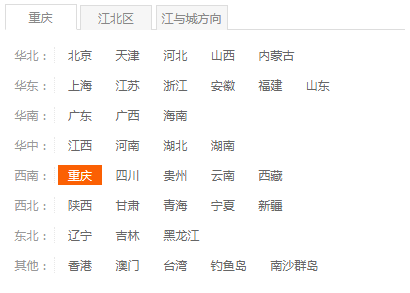 重庆 江北区 江与城方向
华北： 北京 天津 河北 山西 内蒙古
华东： 上海 江苏 浙江 安徽 福建 山东
华南： 广东 广西 海南
华中： 江西 河南 湖北 湖南
西南： 重庆 四川 贵州 云南 西藏
西北： 陕西 甘肃 青海 宁夏 新疆
东北： 辽宁 吉林 黑龙江
其他： 香港 澳门 台湾 钓鱼岛 南沙群岛